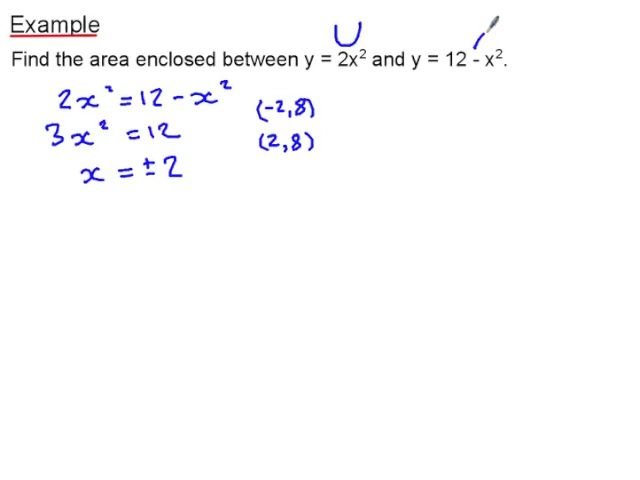 Example
Find the area enclosed between y = 2x² and y = 12 - x².
2x² = 12 - x²
(-2,8)
3x² = 12
(2,8)
x = ± 2